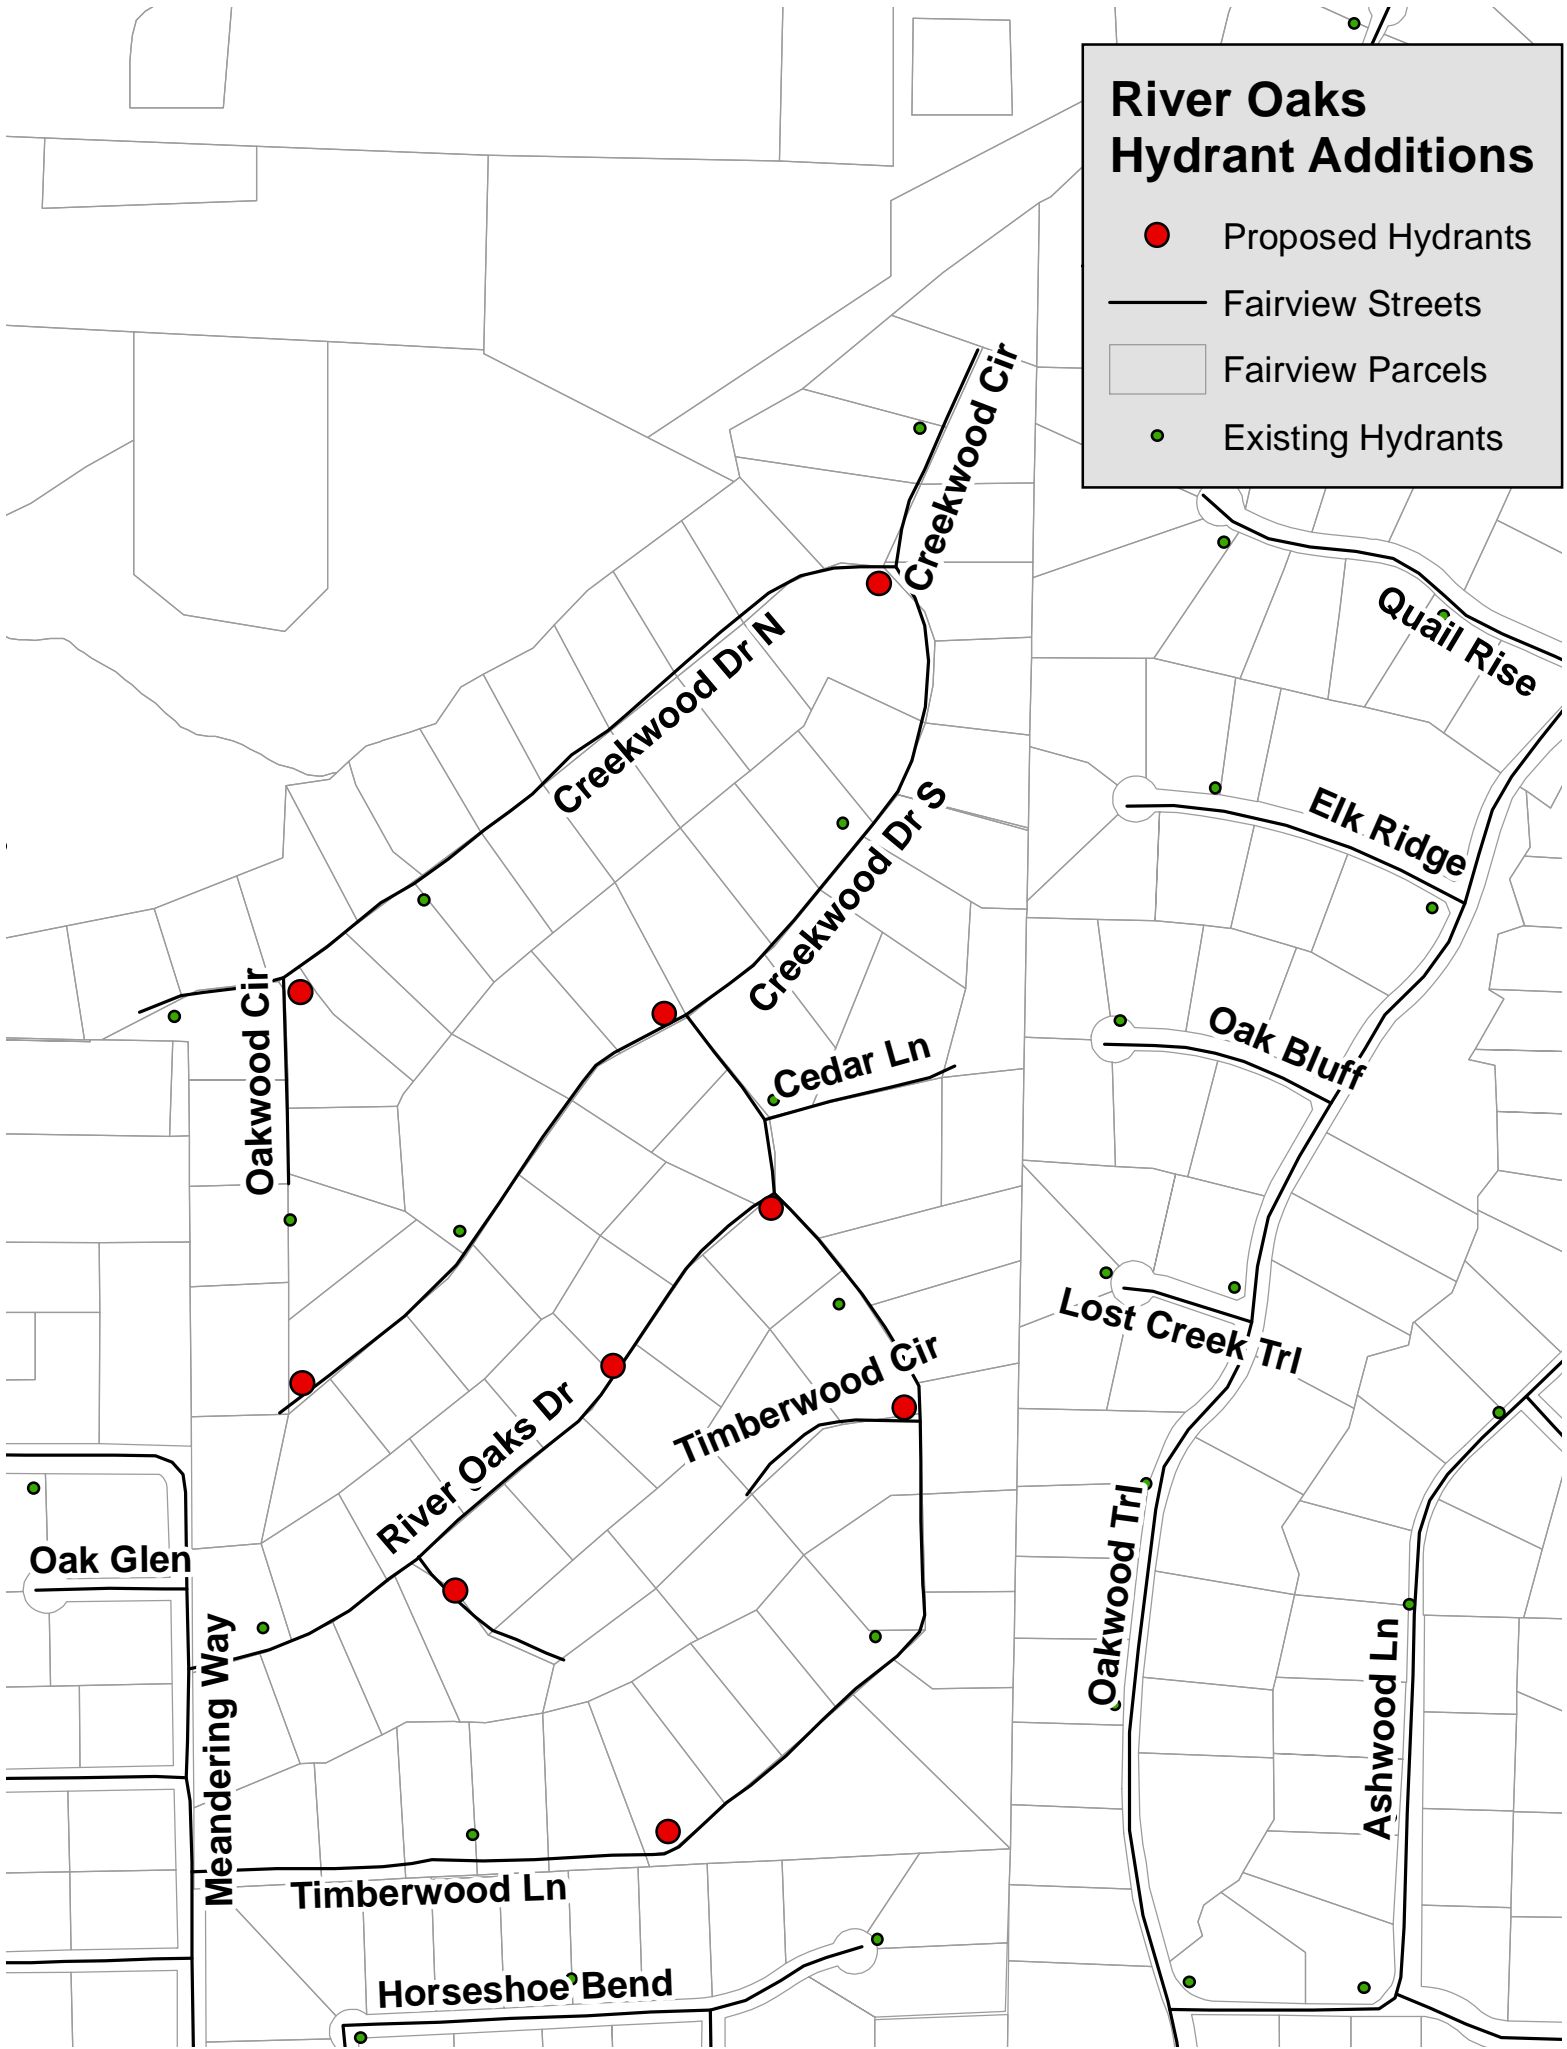 River Oaks
Hydrant Additions
Proposed Hydrants
Fairview Streets
Fairview Parcels
Existing Hydrants
Creekwood Cir
Quail Rise
Creekwood Dr N
Elk Ridge
Creekwood Dr S
Oakwood Cir
Oak Bluff
Cedar Ln
Lost Creek Trl
Timberwood Cir
River Oaks Dr
Oakwood Trl
Oak Glen
Meandering Way
Ashwood Ln
Timberwood Ln
Horseshoe Bend